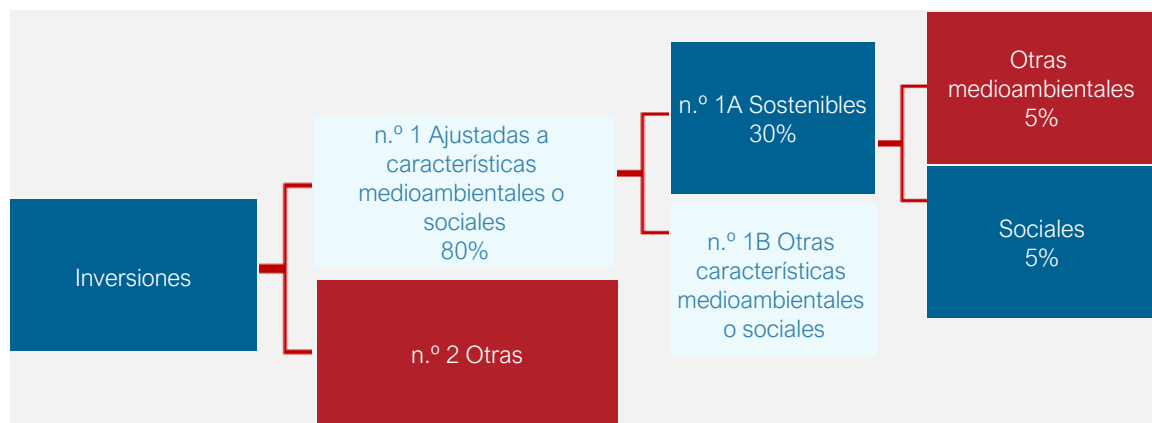 Inversiones
n.º 1 Ajustadas a
características
medioambientales o
sociales
80%
n.º 2 Otras
n.º 1A Sostenibles
30%
n.º 1B Otras
características
medioambientales
o sociales
Otras
medioambientales
5%
Sociales
5%